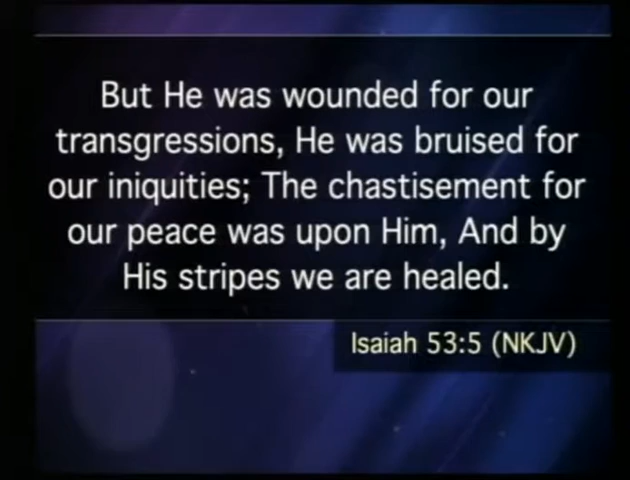 But He was wounded for our
transgressions, He was bruised for
our iniquities; The chastisement for
our peace was upon Him, And by
His stripes we are healed.
Isaiah 53:5 (NKJV)